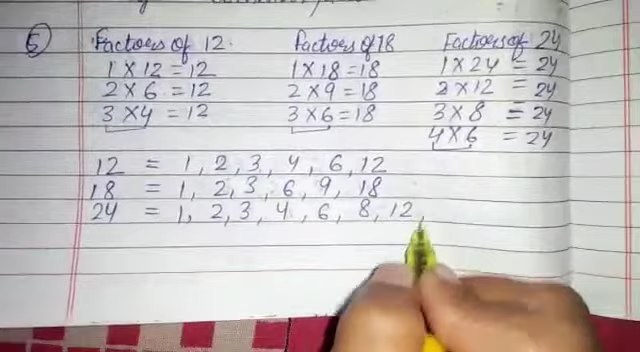 5 Factors of 12. Factors of 18 Factors of 24
1 X 12 = 12 1 X 18 = 18 1 X 24 = 24
2 X 6 = 12 2 X 9 = 18 2 X 12 = 24
3 X 4 = 12 3 X 6 = 18 3 X 8 = 24
4 X 6 = 24
12 = 1, 2, 3, 4, 6, 12
18 = 1, 2, 3, 6, 9, 18
24 = 1, 2, 3, 4, 6, 8, 12,